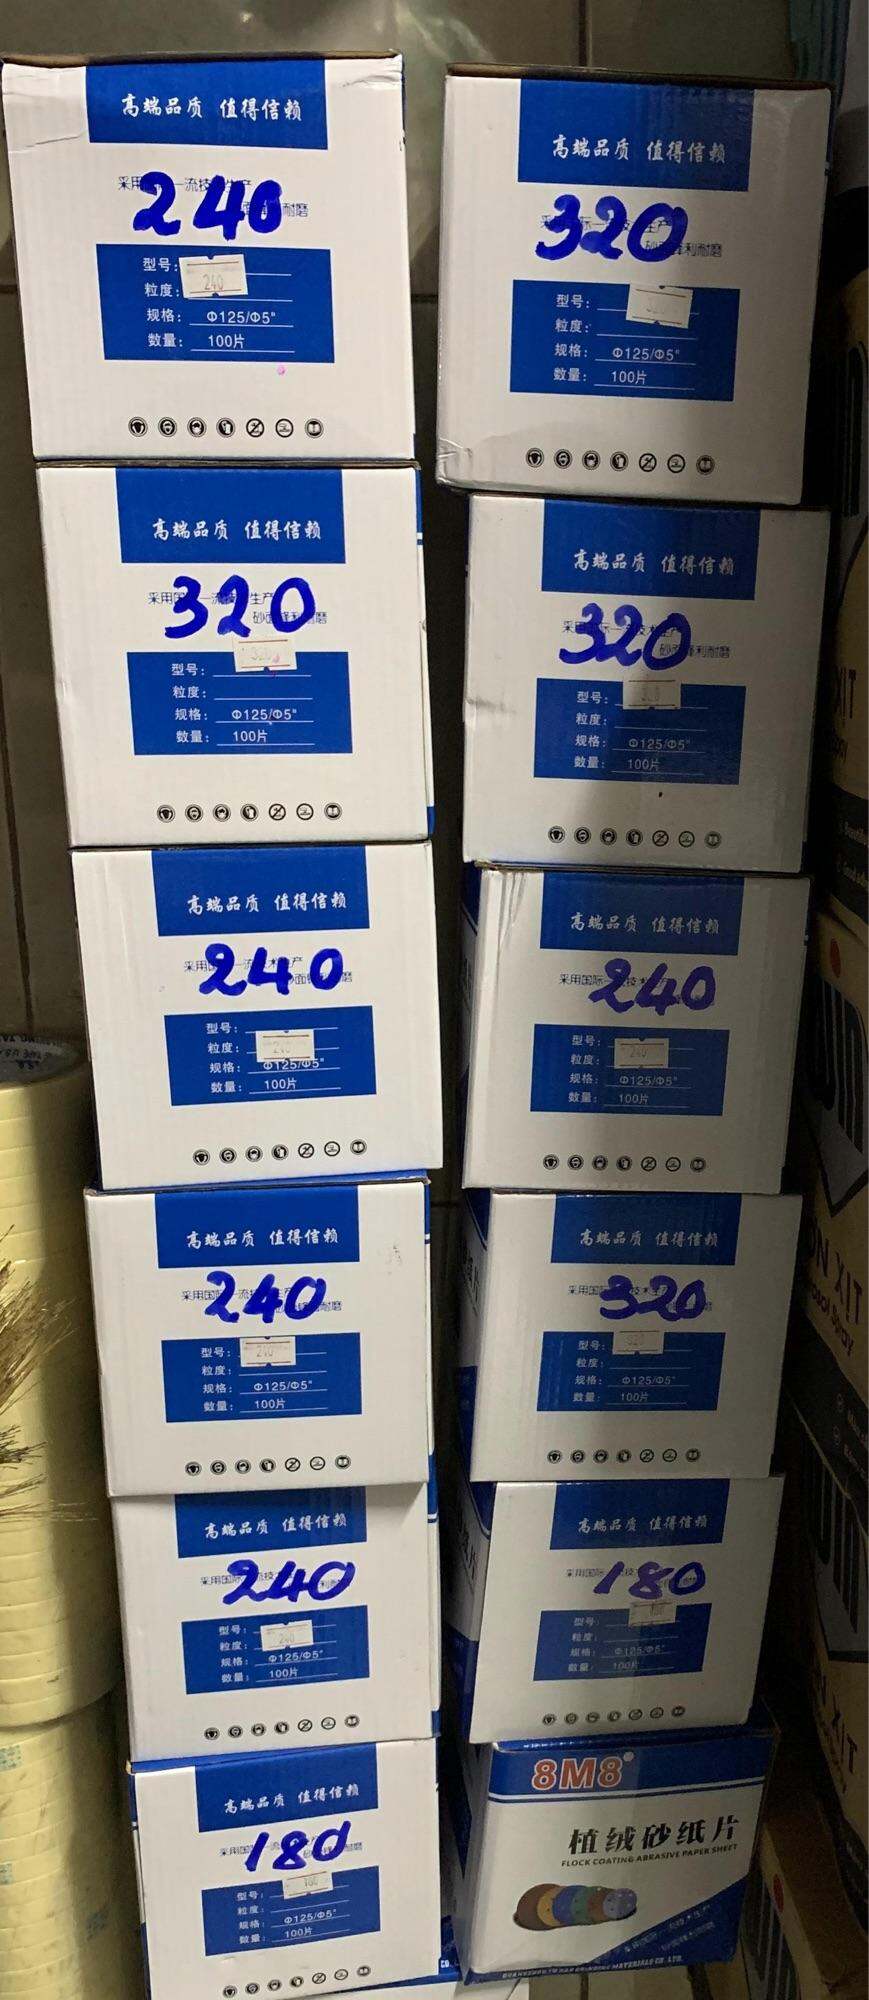 高端品质 值得信赖
240
型号:
240
粒度:
规格: Φ125/Φ5"
数量: 100片
高端品质 值得信赖
320
320
型号:
粒度:
规格: Φ125/Φ5"
数量: 100片
高端品质 值得信赖
240
型号:
粒度: 240
规格: Φ125/Φ5"
数量: 100片
高端品质 值得信赖
240
型号: 240
粒度:
规格: Φ125/Φ5"
数量: 100片
高端品质 值得信赖
240
型号:
粒度: 240
规格: Φ125/Φ5"
数量: 100片
高端品质 值得信赖
180
180
型号:
粒度:
规格: Φ125/Φ5"
数量: 100片
高端品质 值得信赖
320
型号: 320
粒度:
规格: Φ125/Φ5"
数量: 100片
高端品质 值得信赖
320
型号: 320
粒度:
规格: Φ125/Φ5"
数量: 100片
高端品质 值得信赖
240
型号:
粒度: 240
规格: Φ125/Φ5"
数量: 100片
高端品质 值得信赖
320
型号: 320
粒度:
规格: Φ125/Φ5"
数量: 100片
高端品质 值得信赖
180
型号: 180
粒度:
规格: Φ125/Φ5"
数量: 100片
8M8
植绒砂纸片
FLOCK COATING ABRASIVE PAPER SHEET